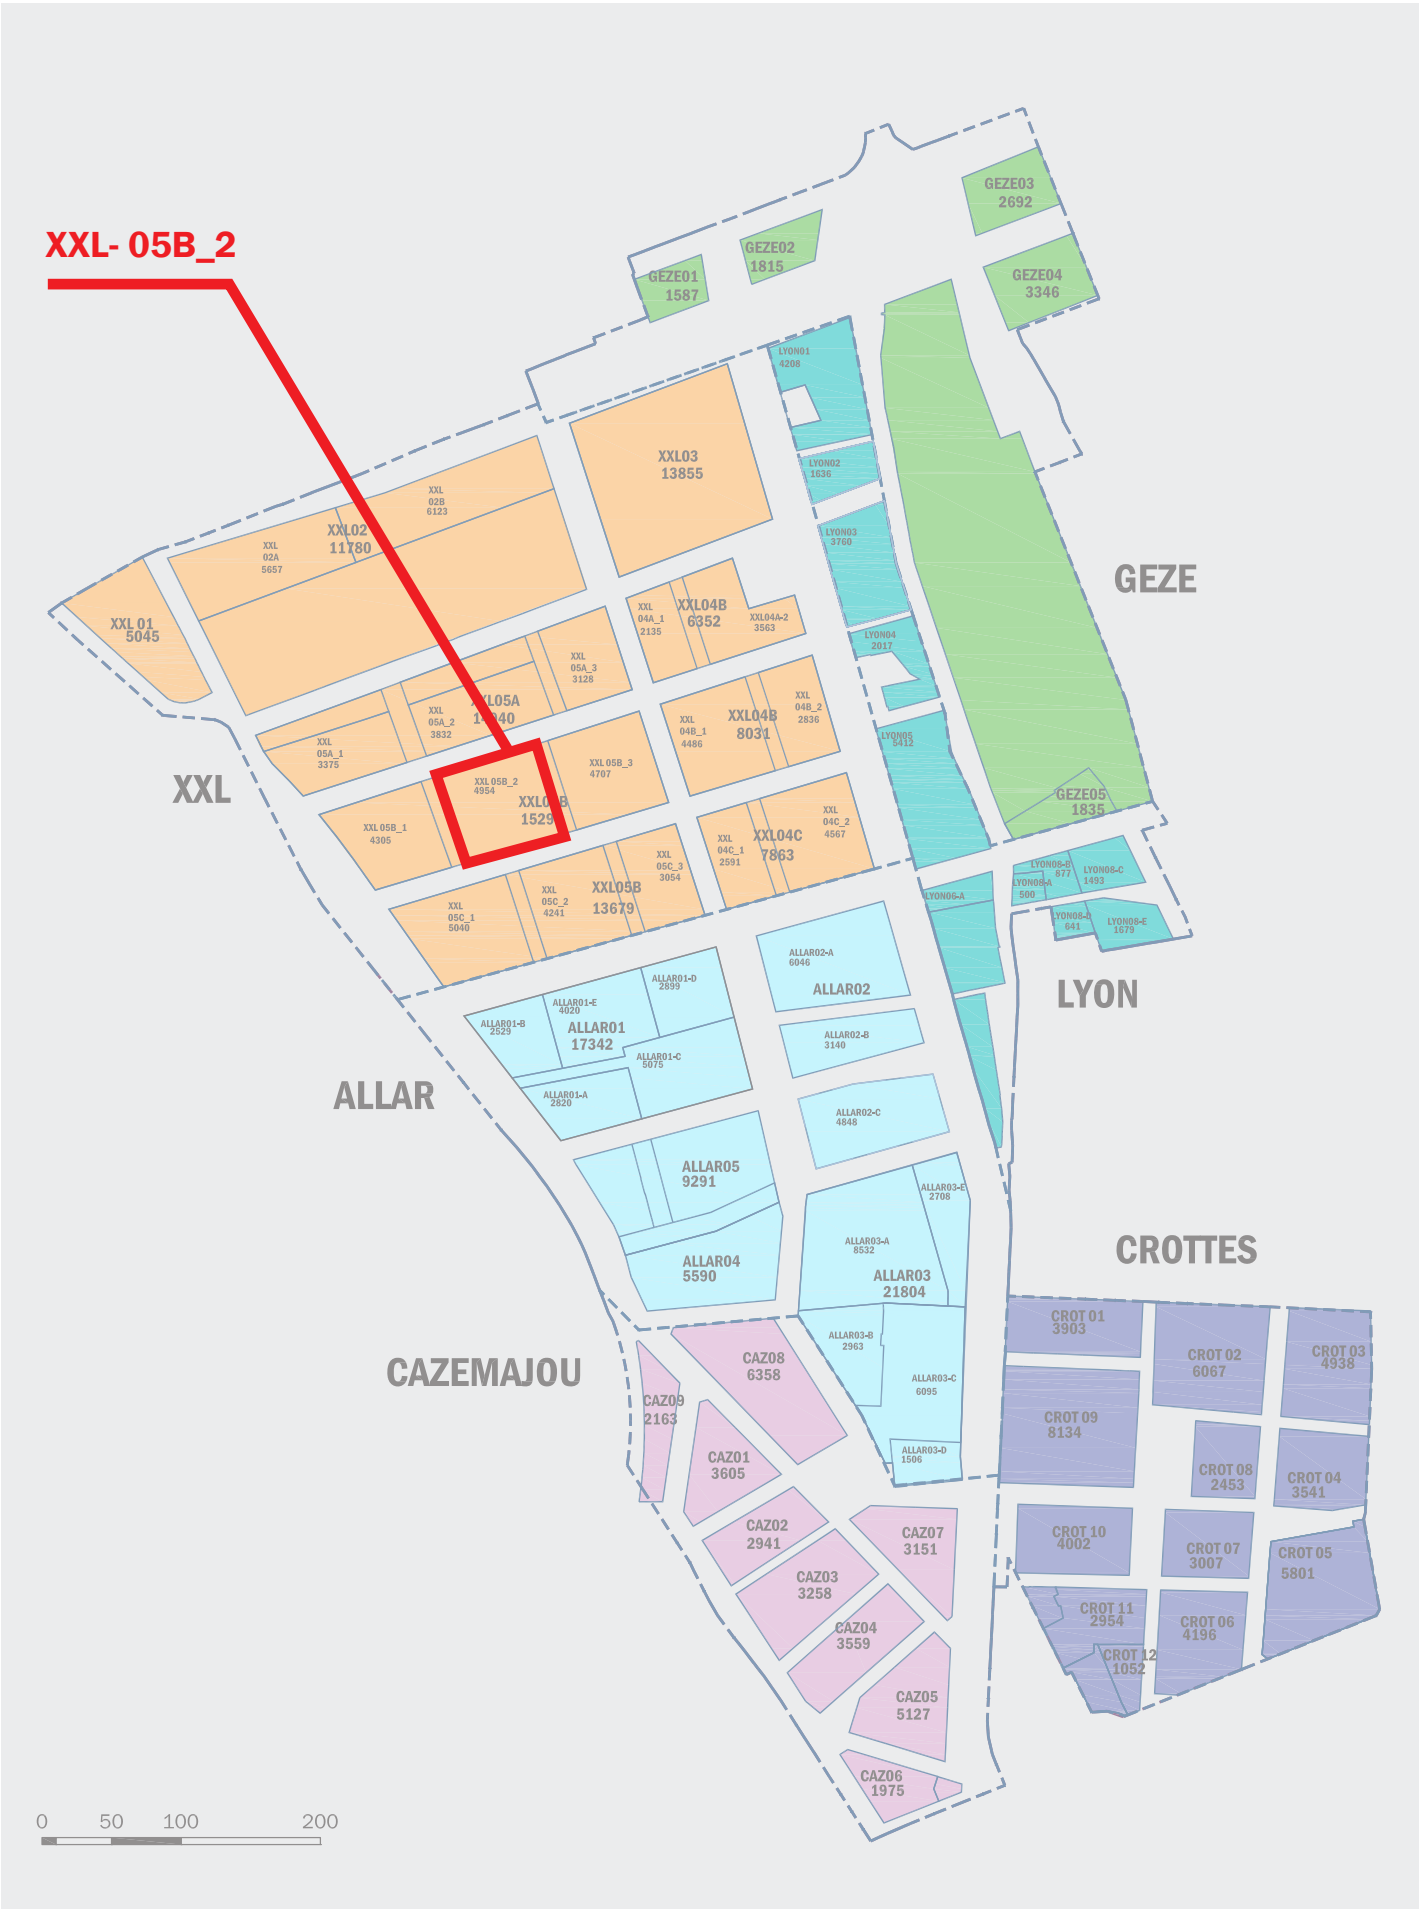 XXL- 05B_2
GEZE03
2692
GEZE02
1815
GEZE01
1587
GEZE04
3346
LYON01
4208
XXL03
13855
LYON02
1636
XXL
02B
6123
XXL02
11780
XXL
02A
5657
LYON03
3760
GEZE
XXL 01
5045
XXL
04A_1
2135
XXL04B
6352
XXL04A-2
3563
LYON04
2017
XXL
05A_3
3128
XXL
05A_2
3832
XXL
05A_1
3375
XXL
04B_1
4486
XXL04B
8031
XXL
04B_2
2836
LYON05
5412
XXL
XXL 05B_2
4954
XXL 05B_3
4707
1529
XXL 05B_1
4305
GEZE05
1835
XXL
04C_1
2591
XXL04C
7863
XXL
04C_2
4567
XXL
05C_3
3054
XXL
05C_2
4241
XXL05B
13679
XXL
05C_1
5040
LYON08-B
877
LYON08-C
1493
LYON08-A
500
LYON06-A
LYON08-D
641
LYON08-E
1679
LYON
ALLAR02-A
6046
ALLAR02
ALLAR01-D
2899
ALLAR01-E
4020
ALLAR01-B
2529
ALLAR01
17342
ALLAR01-C
5075
ALLAR02-B
3140
ALLAR01-A
2820
ALLAR
ALLAR02-C
4848
ALLAR05
9291
ALLAR03-E
2708
ALLAR03-A
8532
ALLAR04
5590
ALLAR03
21804
CROTTES
CROT 01
3903
CROT 02
6067
CROT 03
4938
ALLAR03-B
2963
ALLAR03-C
6095
CAZEMAJOU
CAZ08
6358
CAZ09
2163
CROT 09
8134
ALLAR03-D
1506
CAZ01
3605
CROT 08
2453
CROT 04
3541
CAZ02
2941
CAZ07
3151
CROT 10
4002
CROT 07
3007
CROT 05
5801
CAZ03
3258
CAZ04
3559
CROT 11
2954
CROT 06
4196
CROT 12
1052
CAZ05
5127
CAZ06
1975
0 50 100 200